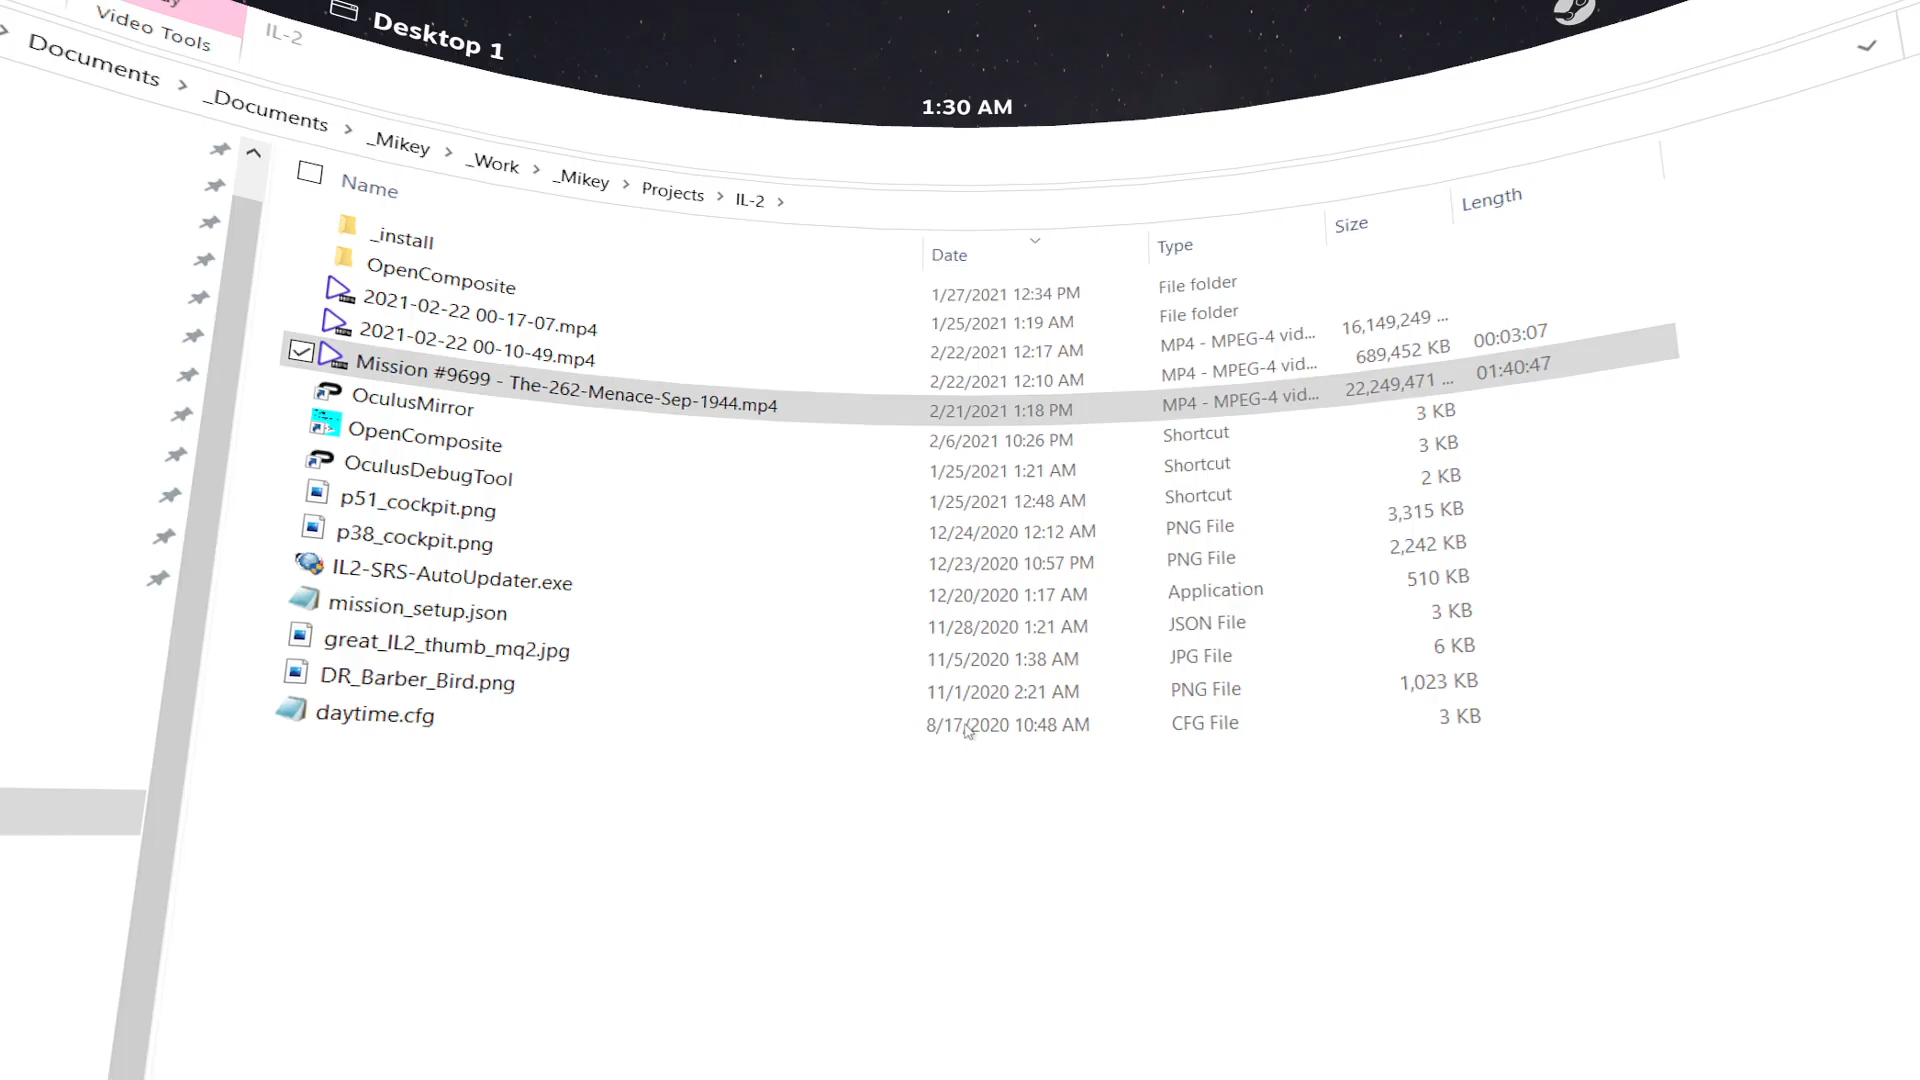 Video Tools
IL-2
Desktop 1
1:30 AM
Documents > _Documents > _Mikey > _Work > _Mikey > Projects > IL-2 >
Name Date Type Size Length
_install 1/27/2021 12:34 PM File folder
OpenComposite 1/25/2021 1:19 AM File folder
2021-02-22 00-17-07.mp4 2/22/2021 12:17 AM MP4 - MPEG-4 vid... 16,149,249 ...
2021-02-22 00-10-49.mp4 2/22/2021 12:10 AM MP4 - MPEG-4 vid... 689,452 KB 00:03:07
Mission #9699 - The-262-Menace-Sep-1944.mp4 2/21/2021 1:18 PM MP4 - MPEG-4 vid... 22,249,471 ... 01:40:47
OculusMirror 2/6/2021 10:26 PM Shortcut 3 KB
OpenComposite 1/25/2021 1:21 AM Shortcut 3 KB
OculusDebugTool 1/25/2021 12:48 AM Shortcut 2 KB
p51_cockpit.png 12/24/2020 12:12 AM PNG File 3,315 KB
p38_cockpit.png 12/23/2020 10:57 PM PNG File 2,242 KB
IL2-SRS-AutoUpdater.exe 12/20/2020 1:17 AM Application 510 KB
mission_setup.json 11/28/2020 1:21 AM JSON File 3 KB
great_IL2_thumb_mq2.jpg 11/5/2020 1:38 AM JPG File 6 KB
DR_Barber_Bird.png 11/1/2020 2:21 AM PNG File 1,023 KB
daytime.cfg 8/17/2020 10:48 AM CFG File 3 KB